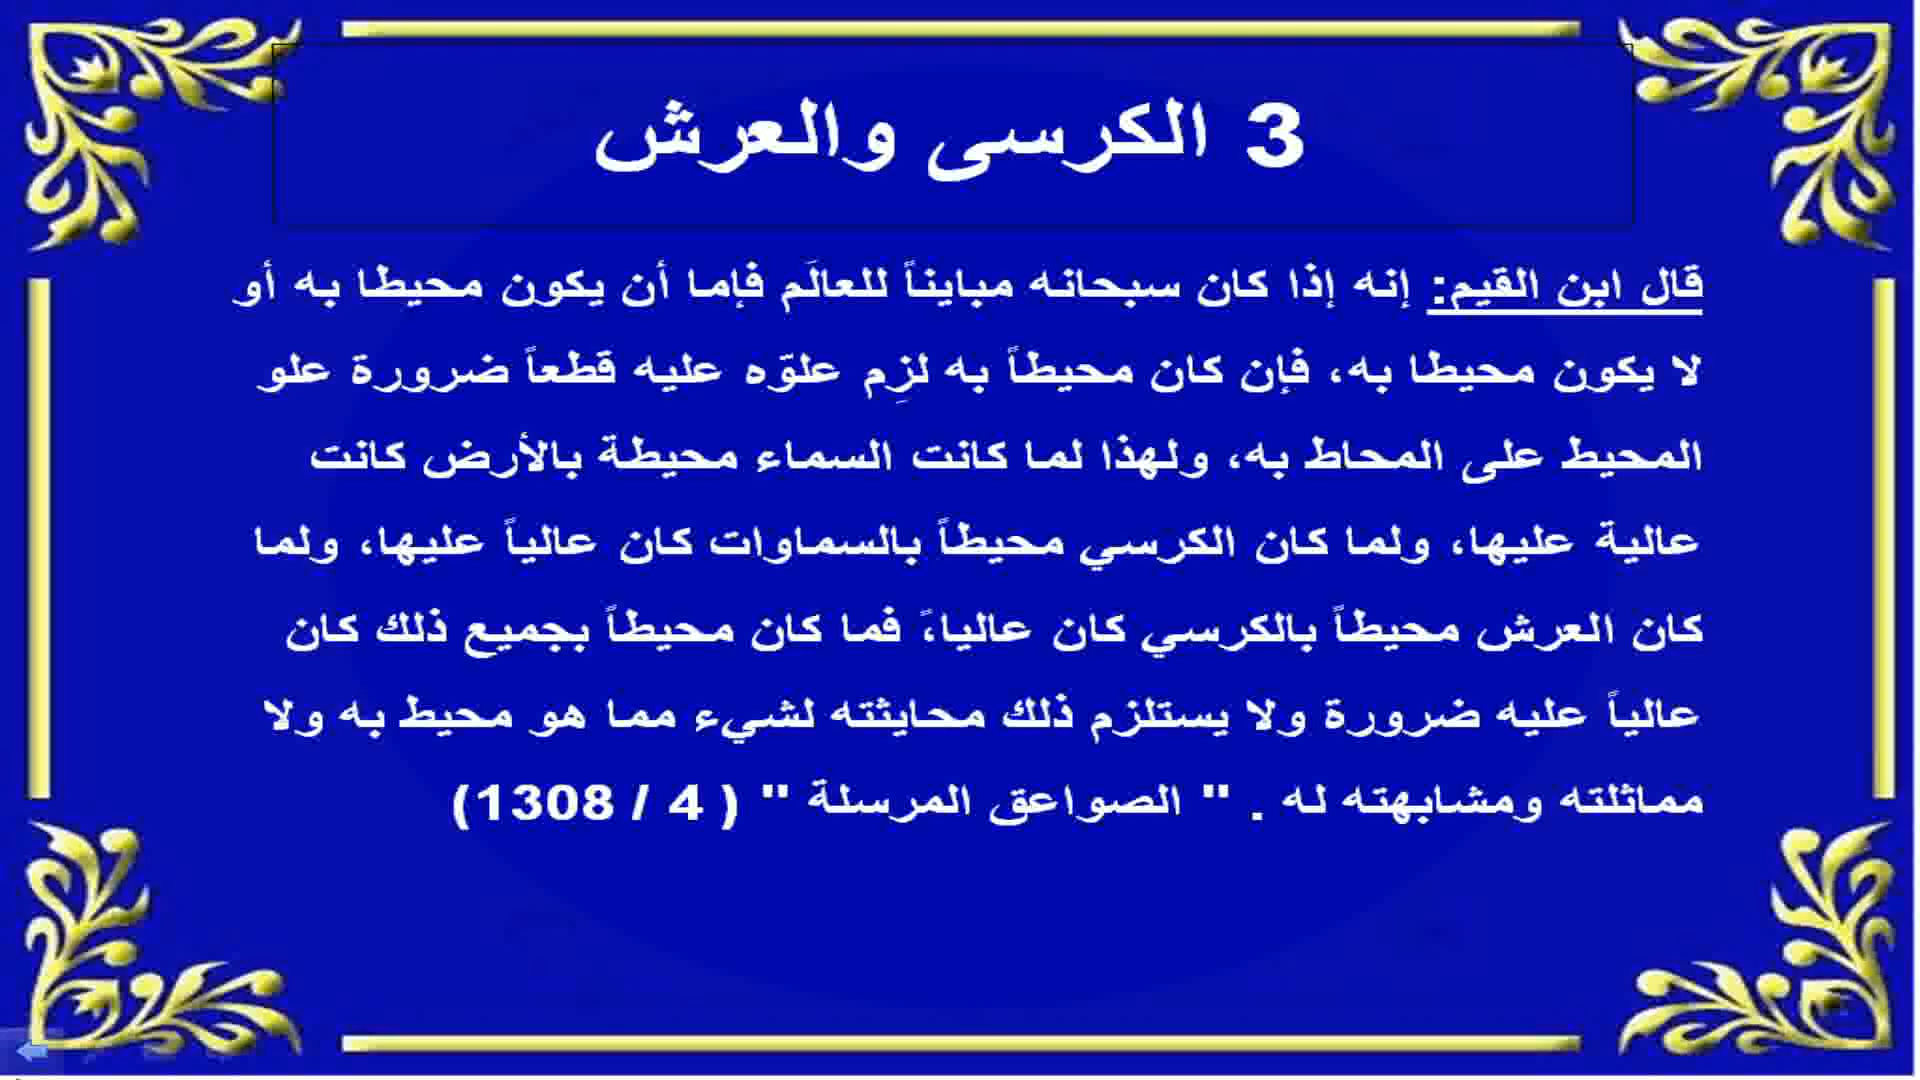 3 الكرسى والعرش
قال ابن القيم: إنه إذا كان سبحانه مبايناً للعالَم فإما أن يكون محيطا به أو
لا يكون محيطا به، فإن كان محيطاً به لزِم علوّه عليه قطعاً ضرورة علو
المحيط على المحاط به، ولهذا لما كانت السماء محيطة بالأرض كانت
عالية عليها، ولما كان الكرسي محيطاً بالسماوات كان عالياً عليها، ولما
كان العرش محيطاً بالكرسي كان عاليا،ً فما كان محيطاً بجميع ذلك كان
عالياً عليه ضرورة ولا يستلزم ذلك محايثته لشيء مما هو محيط به ولا
مماثلته ومشابهته له . " الصواعق المرسلة " ( 4 / 1308)